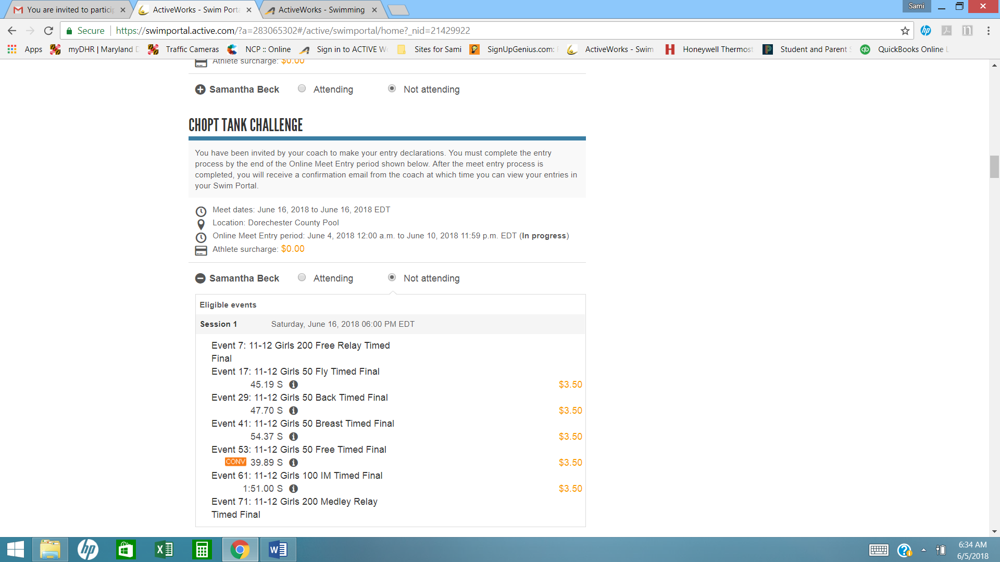 You are invited to partici
ActiveWorks - Swim Porta
ActiveWorks - Swimming
Sami
Secure
https://swimportal.active.com/?a=283065302#/active/swimportal/home?_nid=21429922
Apps
myDHR | Maryland D
Traffic Cameras
NCP :: Online
Sign in to ACTIVE Wo
Sites for Sami
SignUpGenius.com:
ActiveWorks - Swim
Honeywell Thermost
Student and Parent S
QuickBooks Online L
Athlete surcharge: $0.00
Samantha Beck Attending Not attending
CHOPT TANK CHALLENGE
You have been invited by your coach to make your entry declarations. You must complete the entry
process by the end of the Online Meet Entry period shown below. After the meet entry process is
completed, you will receive a confirmation email from the coach at which time you can view your entries in
your Swim Portal.
Meet dates: June 16, 2018 to June 16, 2018 EDT
Location: Dorechester County Pool
Online Meet Entry period: June 4, 2018 12:00 a.m. to June 10, 2018 11:59 p.m. EDT (In progress)
Athlete surcharge: $0.00
Samantha Beck Attending Not attending
Eligible events
Session 1 Saturday, June 16, 2018 06:00 PM EDT
Event 7: 11-12 Girls 200 Free Relay Timed
Final
Event 17: 11-12 Girls 50 Fly Timed Final
45.19 S $3.50
Event 29: 11-12 Girls 50 Back Timed Final
47.70 S $3.50
Event 41: 11-12 Girls 50 Breast Timed Final
54.37 S $3.50
Event 53: 11-12 Girls 50 Free Timed Final
CONV 39.89 S $3.50
Event 61: 11-12 Girls 100 IM Timed Final
1:51.00 S $3.50
Event 71: 11-12 Girls 200 Medley Relay
Timed Final
6:34 AM
6/5/2018